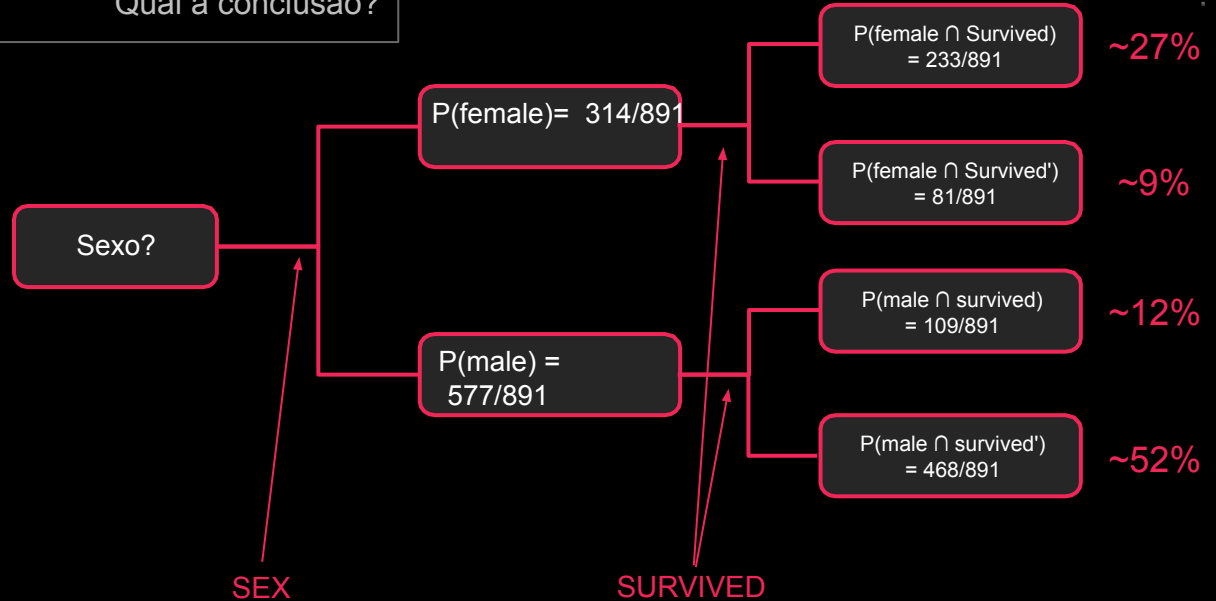 Qual a conclusão?
P(female ∩ Survived)
= 233/891
~27%
P(female)= 314/891
P(female ∩ Survived')
= 81/891
~9%
Sexo?
P(male ∩ survived)
= 109/891
~12%
P(male) =
577/891
P(male ∩ survived')
= 468/891
~52%
SEX
SURVIVED